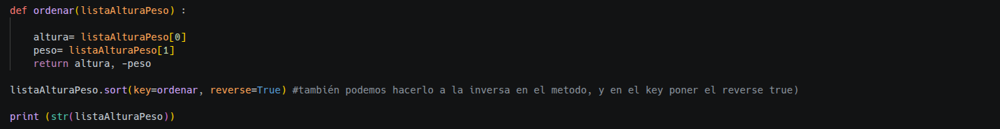 def ordenar(listaAlturaPeso) :
    altura= listaAlturaPeso[0]
    peso= listaAlturaPeso[1]
    return altura, -peso
listaAlturaPeso.sort(key=ordenar, reverse=True) #también podemos hacerlo a la inversa en el metodo, y en el key poner el reverse true)
print (str(listaAlturaPeso))